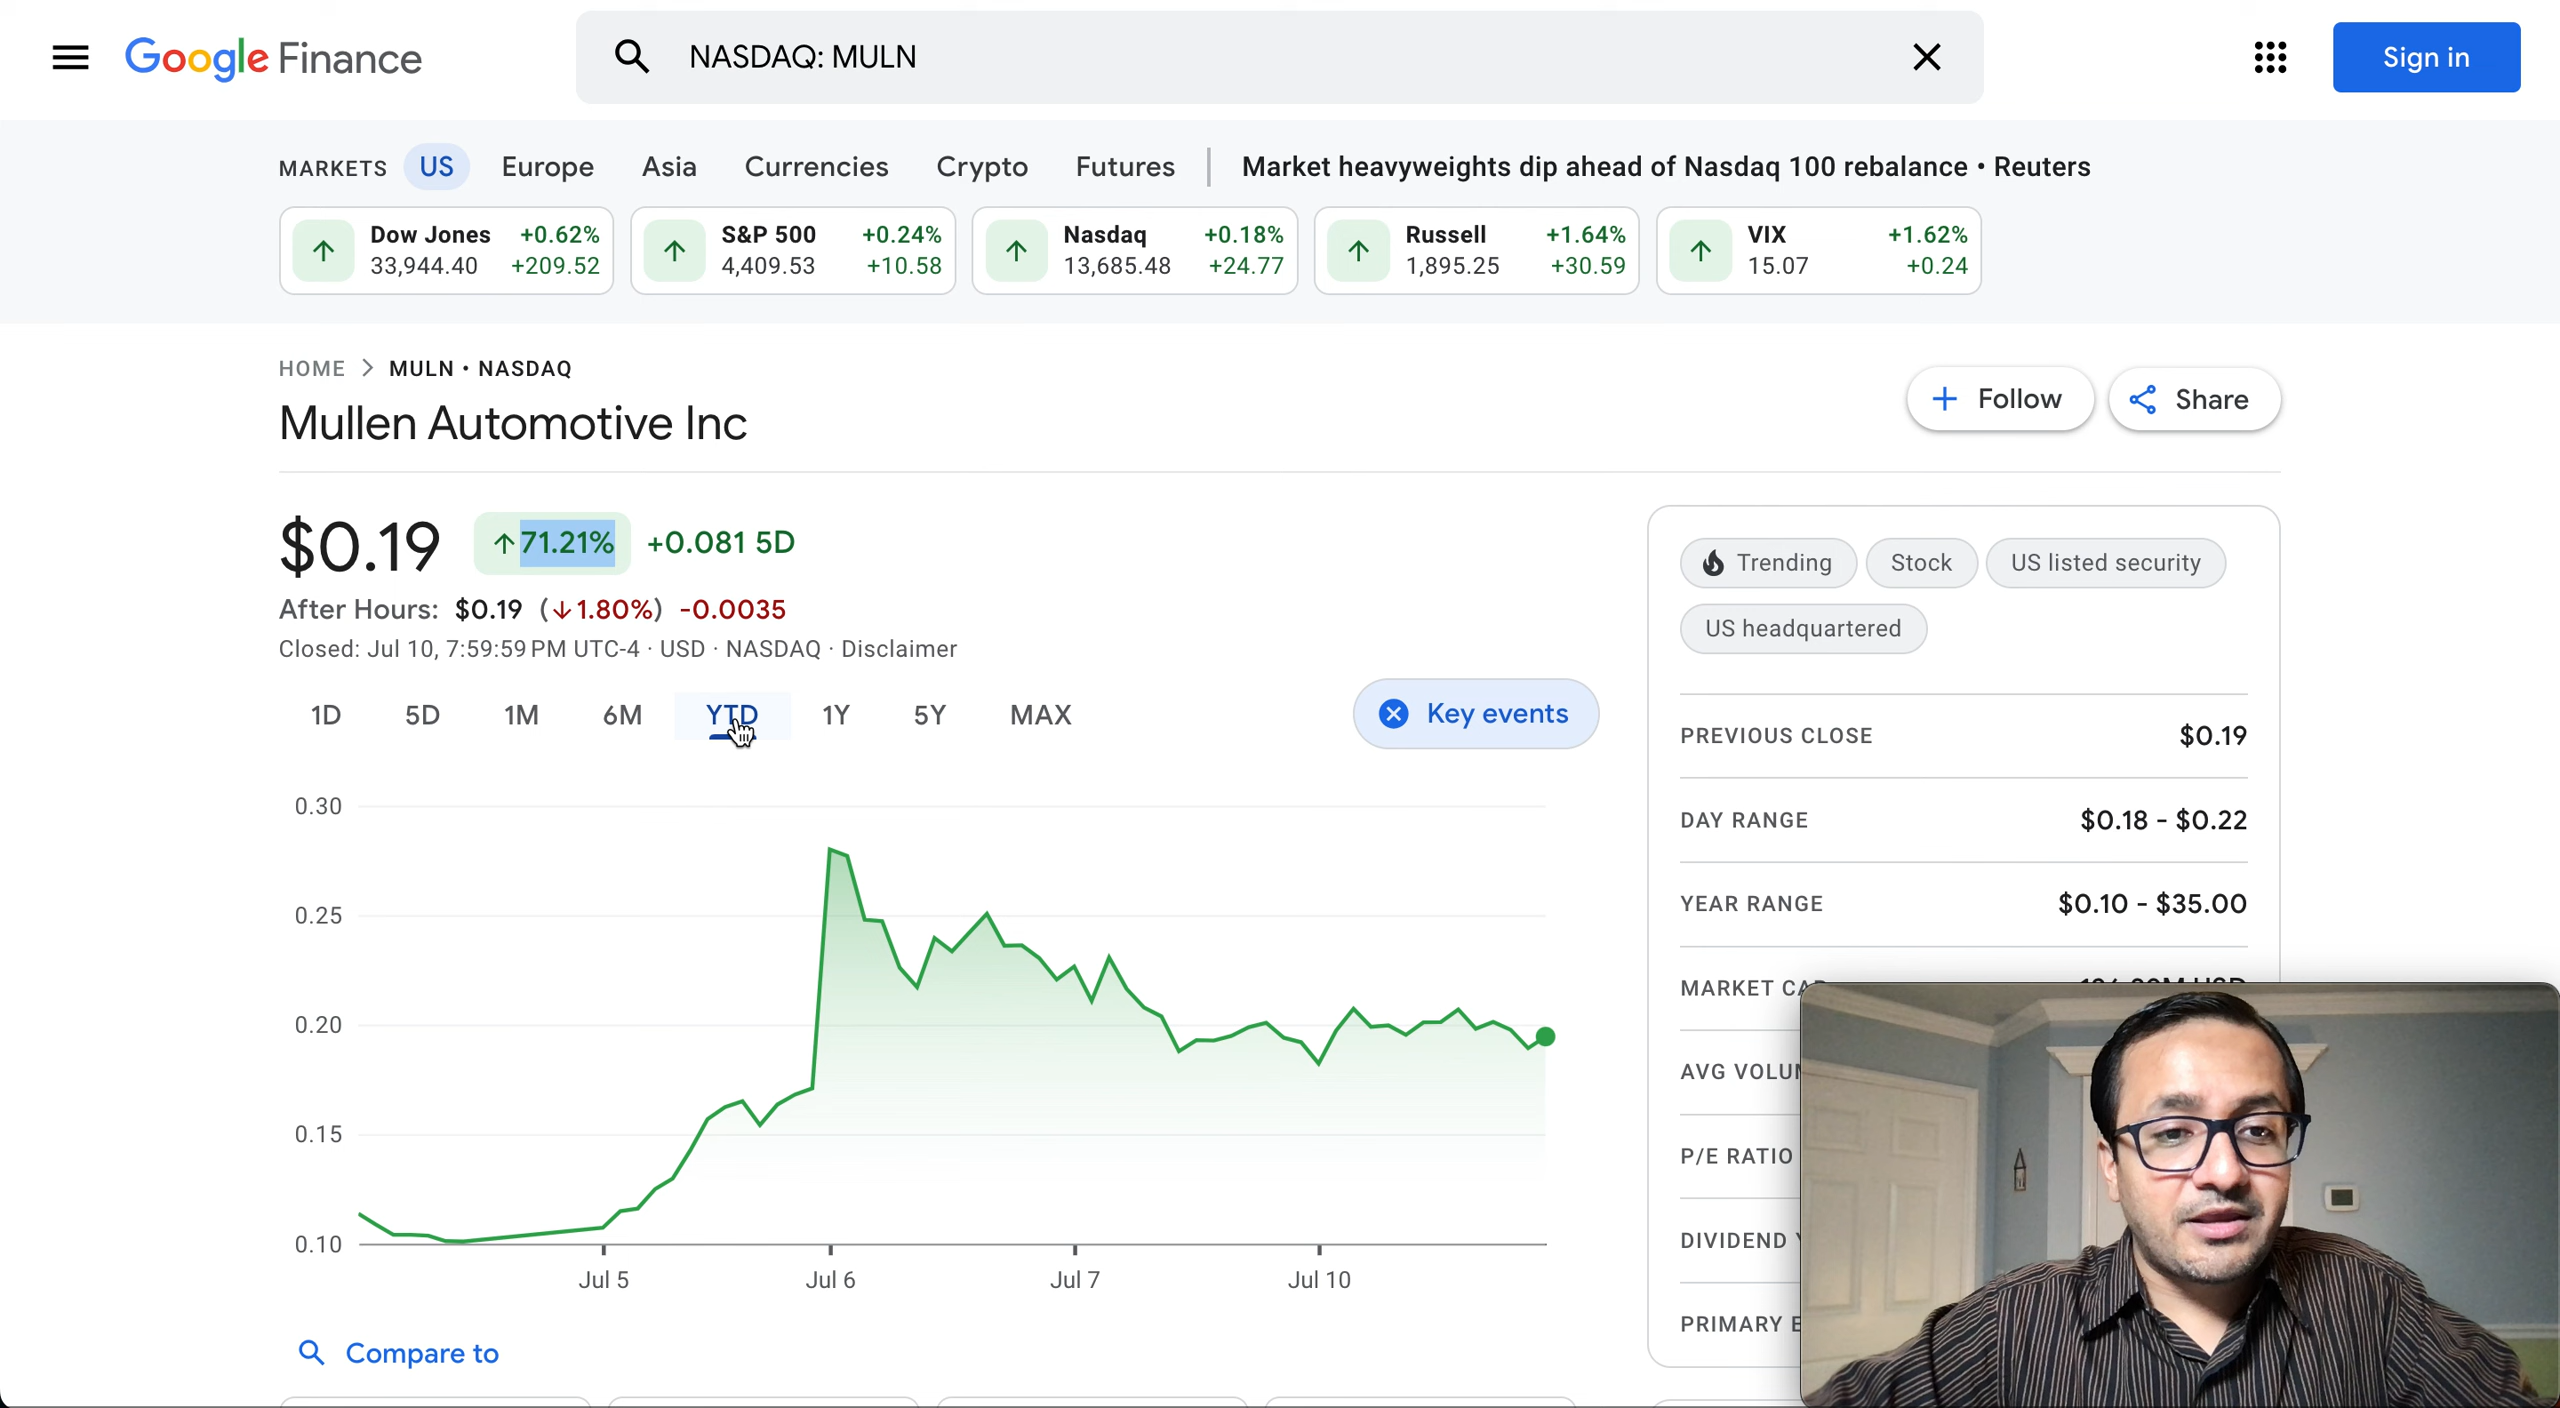 Google Finance
NASDAQ: MULN
Sign in
MARKETS US Europe Asia Currencies Crypto Futures Market heavyweights dip ahead of Nasdaq 100 rebalance • Reuters
Dow Jones +0.62%
33,944.40 +209.52
S&P 500 +0.24%
4,409.53 +10.58
Nasdaq +0.18%
13,685.48 +24.77
Russell +1.64%
1,895.25 +30.59
VIX +1.62%
15.07 +0.24
HOME > MULN • NASDAQ
Mullen Automotive Inc
Follow
Share
$0.19 ↑71.21% +0.081 5D
After Hours: $0.19 (↓1.80%) -0.0035
Closed: Jul 10, 7:59:59 PM UTC-4 · USD · NASDAQ · Disclaimer
1D 5D 1M 6M YTD 1Y 5Y MAX
Key events
0.30
0.25
0.20
0.15
0.10
Jul 5 Jul 6 Jul 7 Jul 10
Compare to
Trending Stock US listed security
US headquartered
PREVIOUS CLOSE $0.19
DAY RANGE $0.18 - $0.22
YEAR RANGE $0.10 - $35.00
MARKET
P/E RATIO
DIVIDEND
PRIMARY